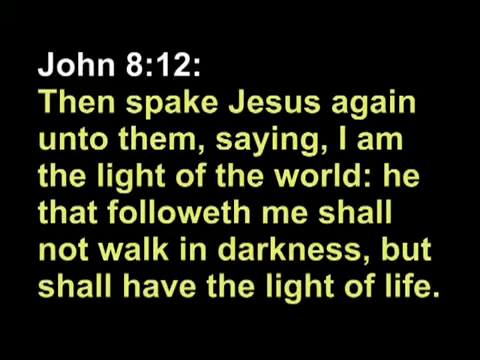 John 8:12:
Then spake Jesus again
unto them, saying, I am
the light of the world: he
that followeth me shall
not walk in darkness, but
shall have the light of life.